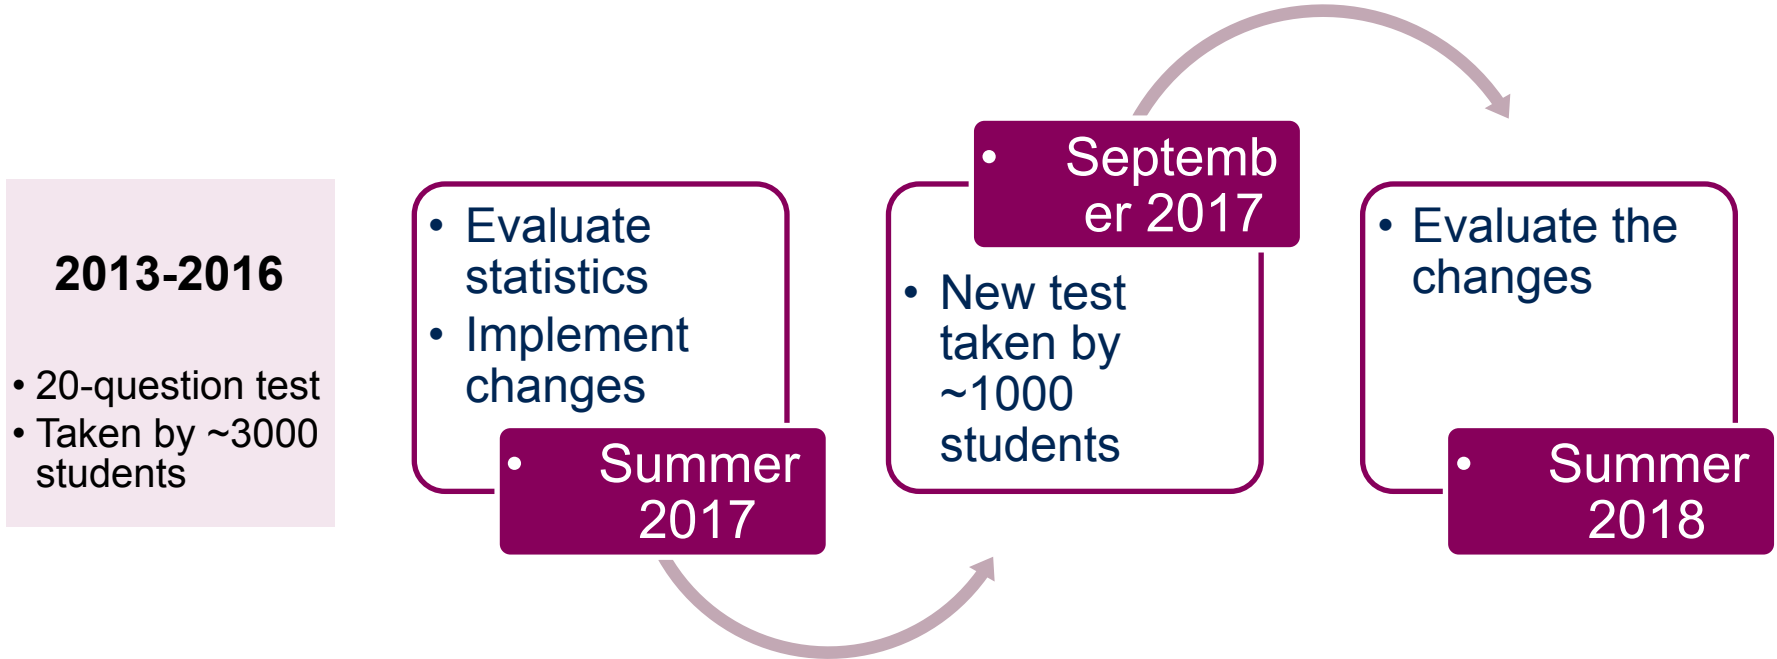 2013-2016
• 20-question test
• Taken by ~3000
students
• Evaluate
statistics
• Implement
changes
• Summer
2017
• Septemb
er 2017
• New test
taken by
~1000
students
• Evaluate the
changes
• Summer
2018